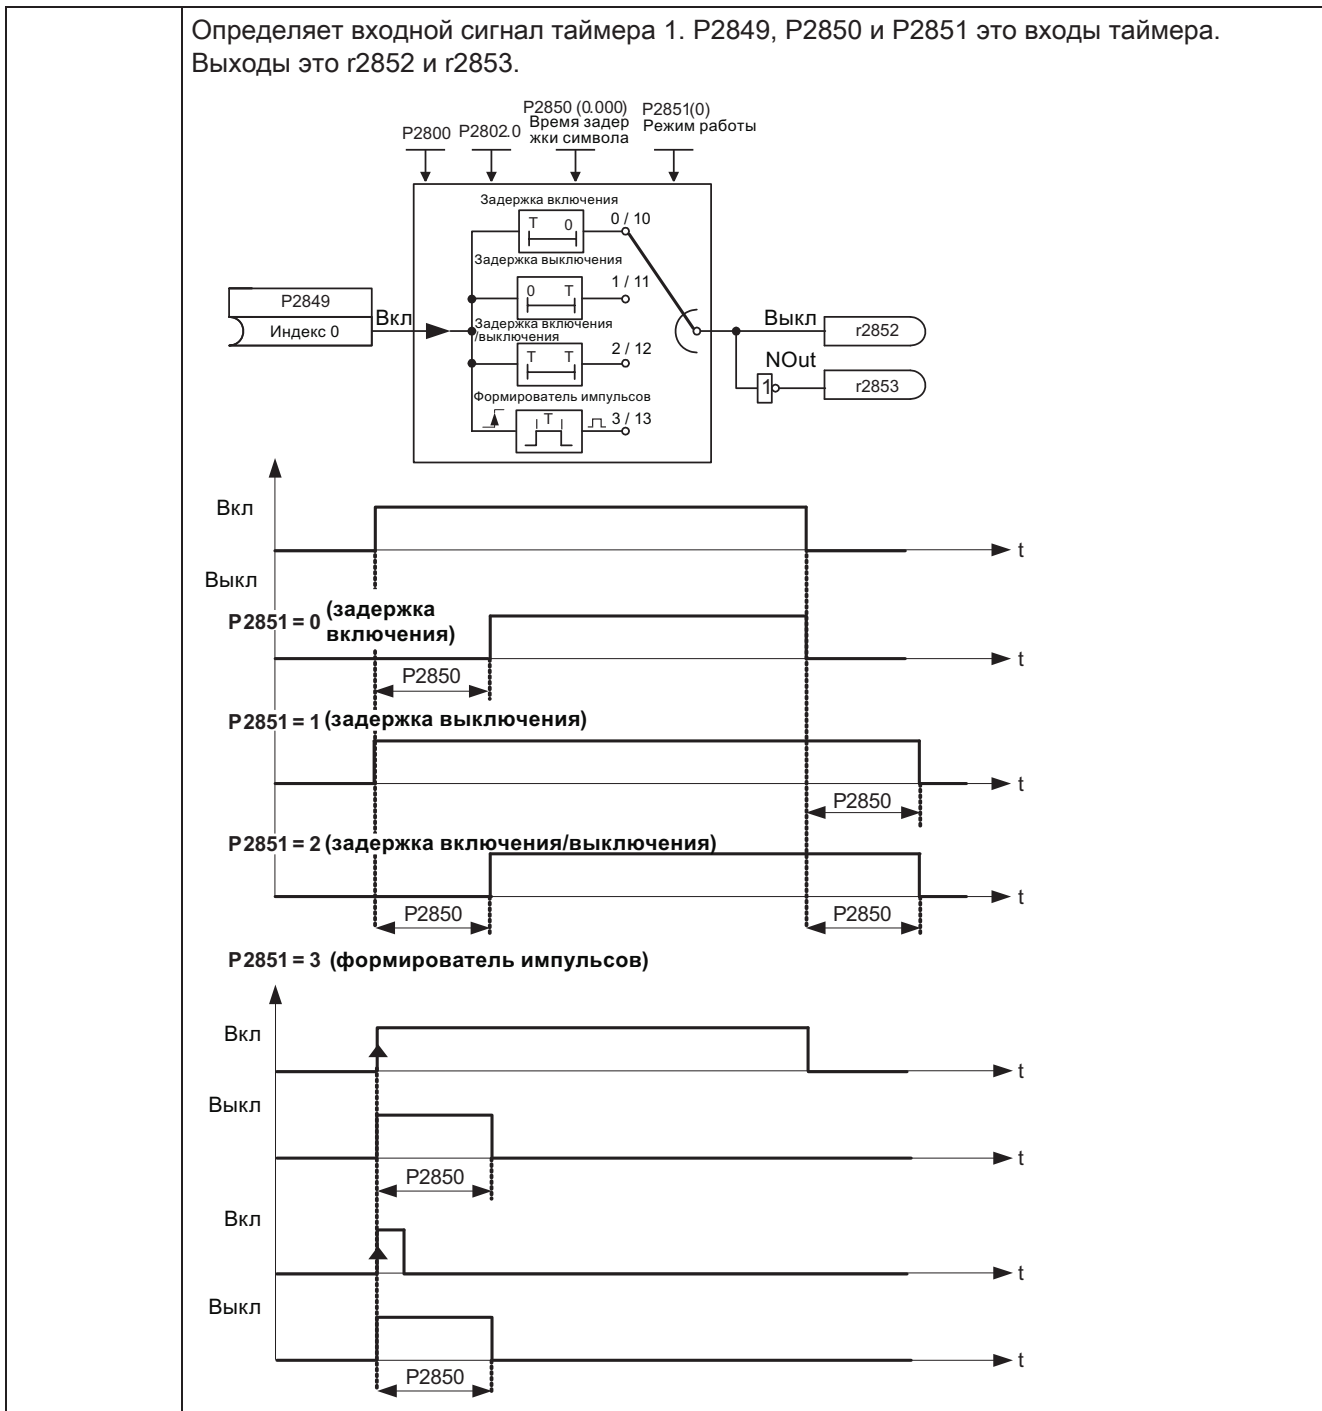 Определяет входной сигнал таймера 1. P2849, P2850 и P2851 это входы таймера.
Выходы это r2852 и r2853.
P2800
P2802.0
P2850 (0.000)
Время задер
жки символа
P2851(0)
Режим работы
Задержка включения
T 0
0 / 10
Задержка выключения
0 T
1 / 11
P2849
Индекс 0
Вкл
Задержка включения
/выключения
T T
2 / 12
Формирователь импульсов
T
3 / 13
Выкл
r2852
NOut
1
r2853
Вкл
t
Выкл
P2851 = 0 (задержка
включения)
t
P2850
P2851 = 1 (задержка выключения)
t
P2850
P2851 = 2 (задержка включения/выключения)
t
P2850
P2850
P2851 = 3 (формирователь импульсов)
Вкл
t
Выкл
t
P2850
Вкл
t
Выкл
t
P2850